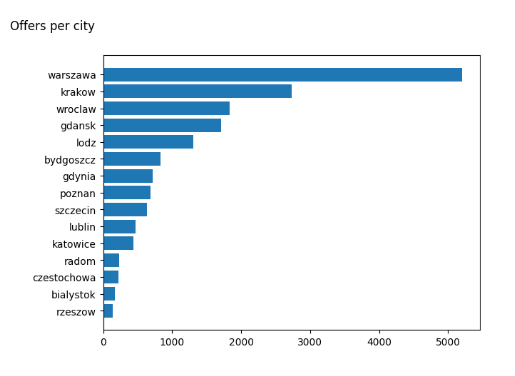 Offers per city
warszawa
krakow
wroclaw
gdansk
lodz
bydgoszcz
gdynia
poznan
szczecin
lublin
katowice
radom
czestochowa
bialystok
rzeszow
0 1000 2000 3000 4000 5000